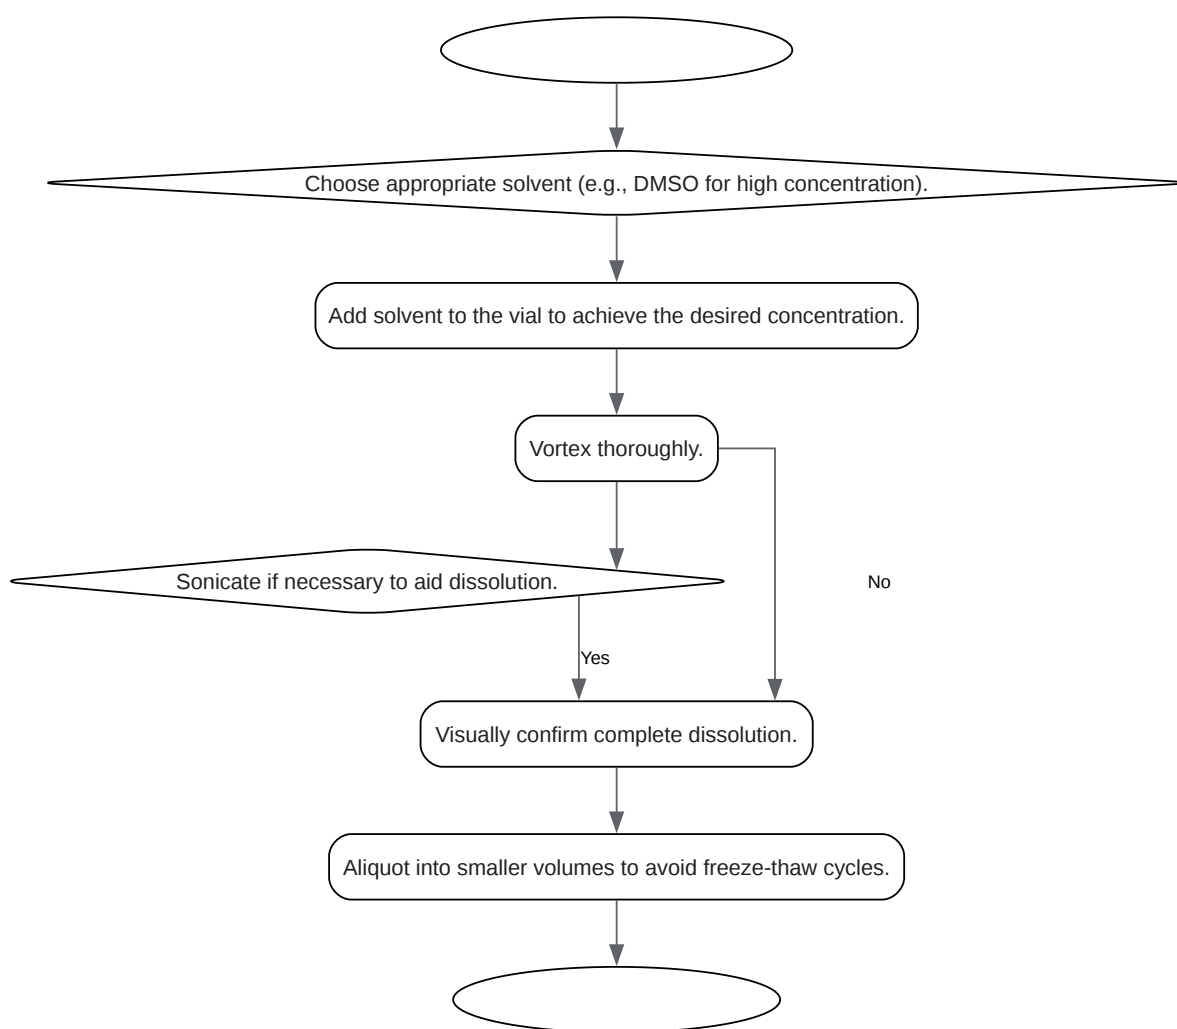 Choose appropriate solvent (e.g., DMSO for high concentration).
Add solvent to the vial to achieve the desired concentration.
Vortex thoroughly.
Sonicate if necessary to aid dissolution.
No
Yes
Visually confirm complete dissolution.
Aliquot into smaller volumes to avoid freeze-thaw cycles.